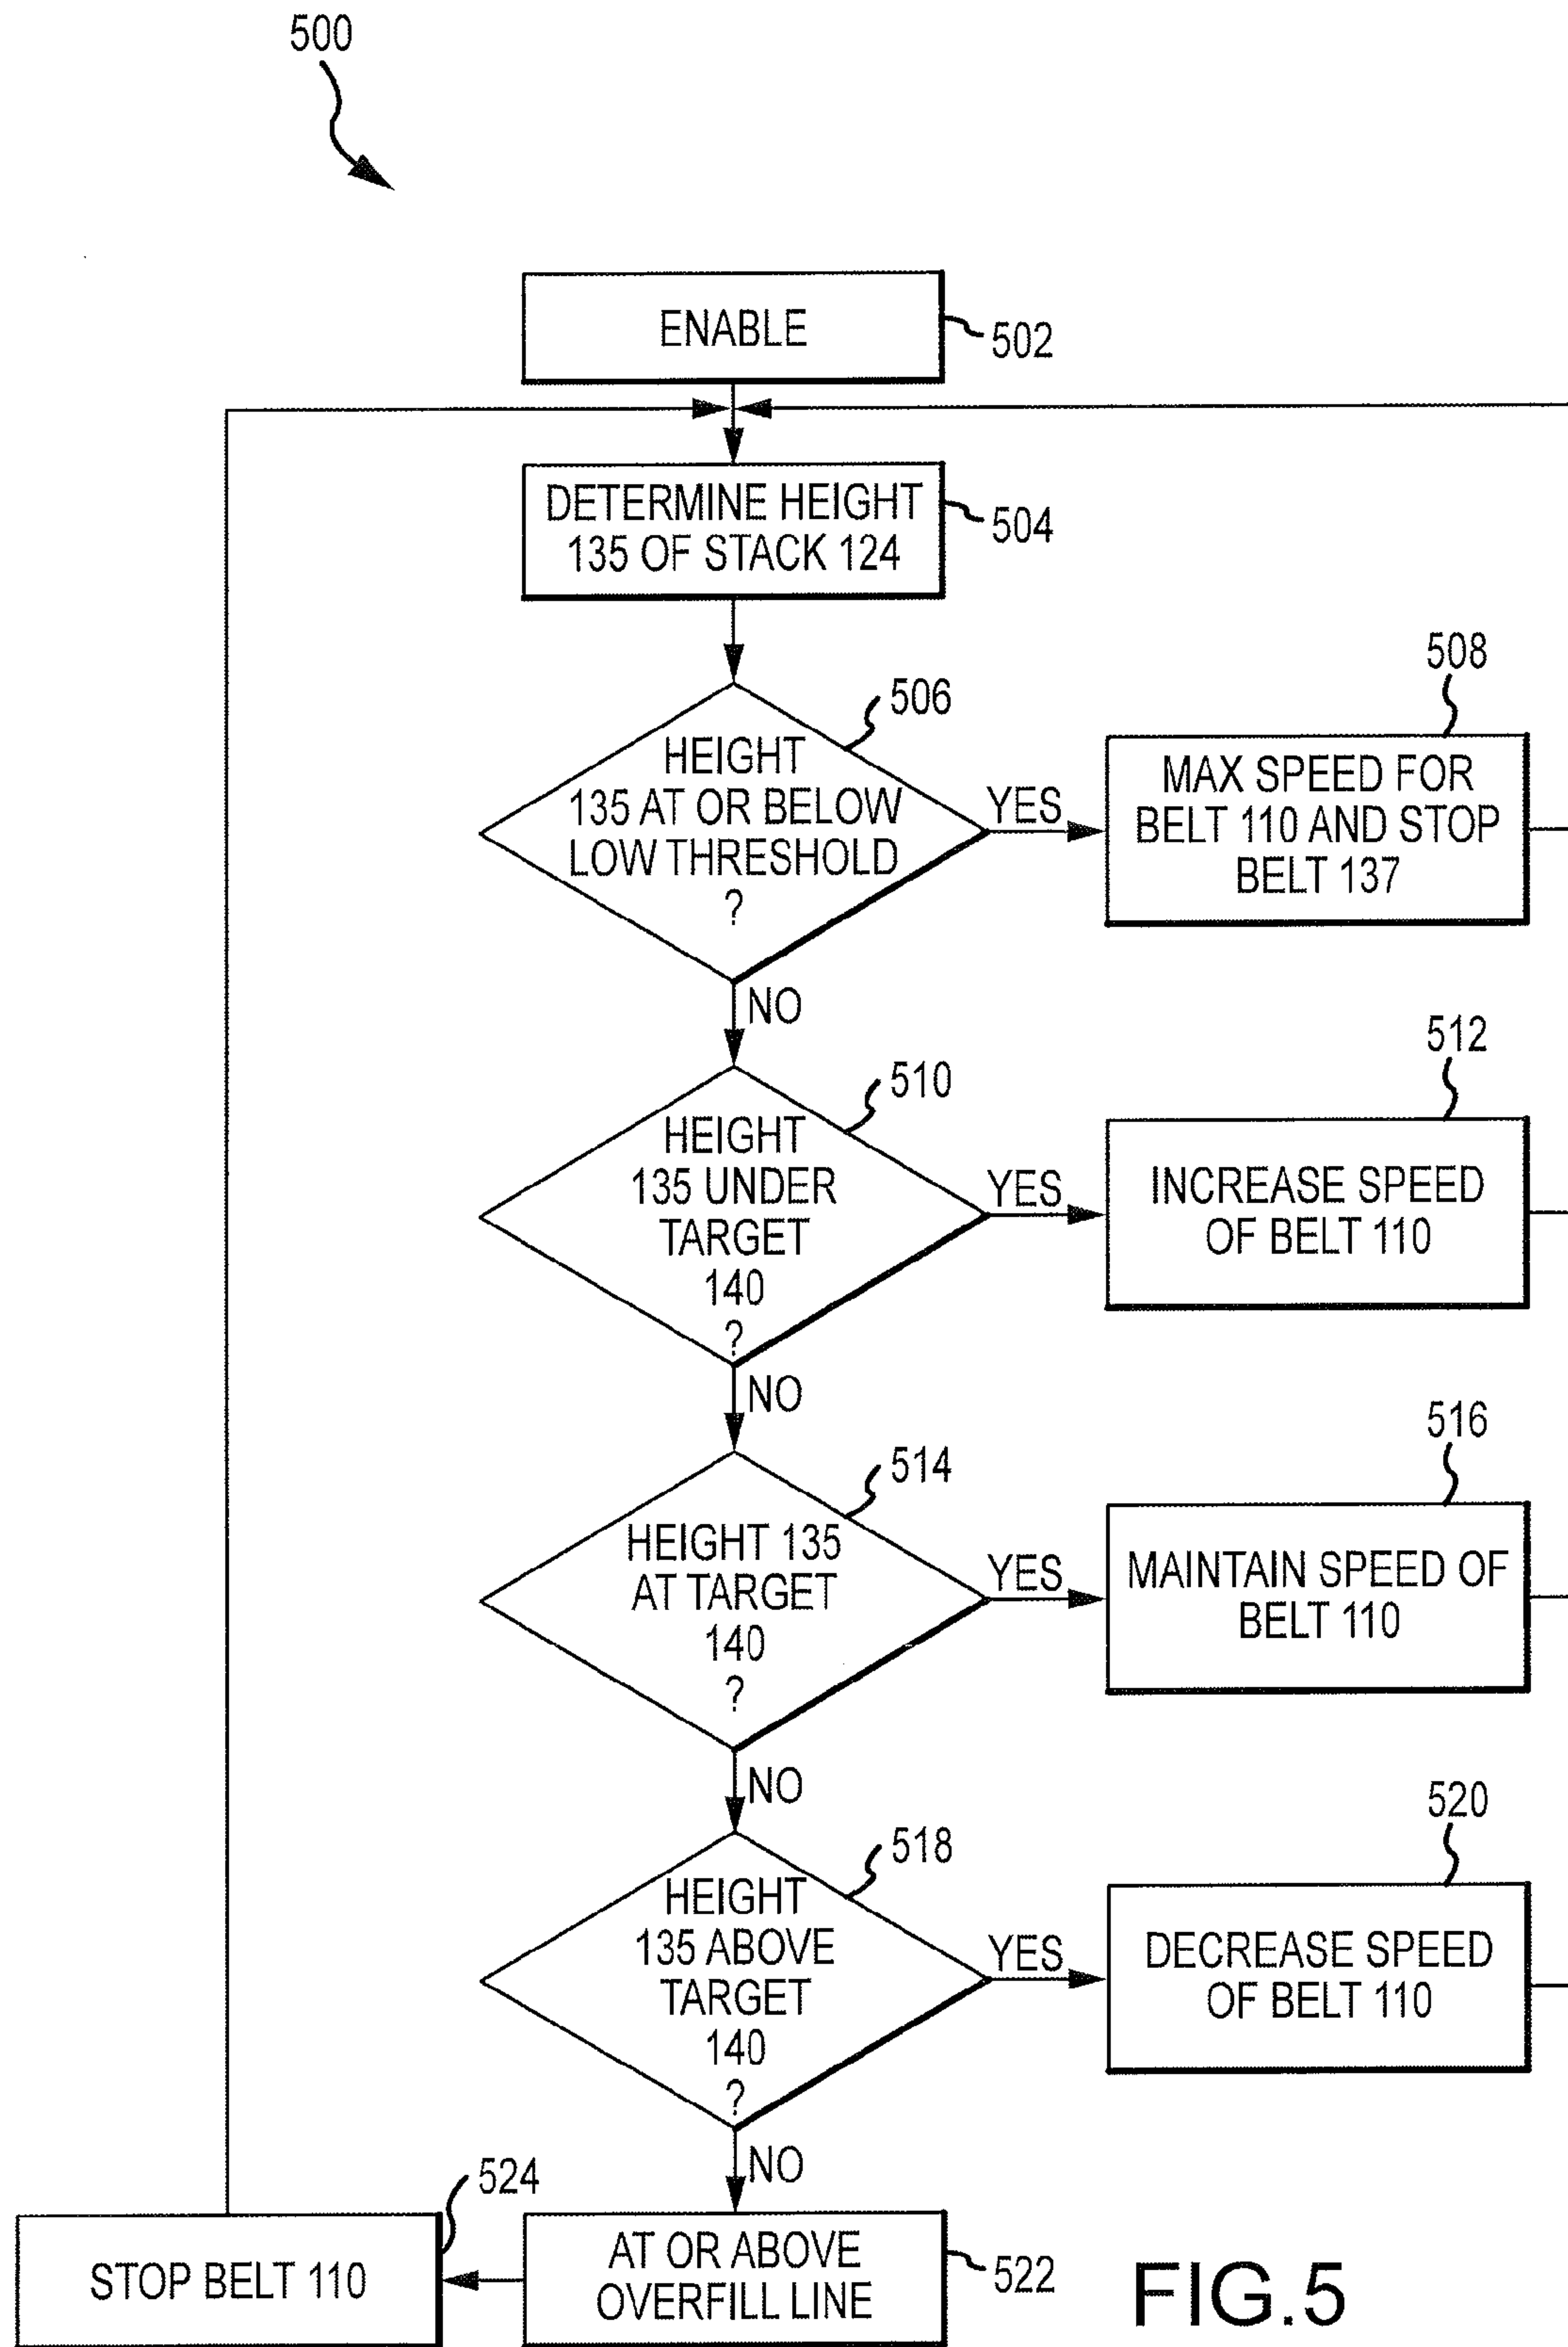 500
ENABLE
502
DETERMINE HEIGHT
135 OF STACK 124
504
506
HEIGHT
135 AT OR BELOW
LOW THRESHOLD
?
YES
508
MAX SPEED FOR
BELT 110 AND STOP
BELT 137
NO
510
HEIGHT
135 UNDER
TARGET
140
?
YES
512
INCREASE SPEED
OF BELT 110
NO
514
HEIGHT 135
AT TARGET
140
?
YES
516
MAINTAIN SPEED OF
BELT 110
NO
518
HEIGHT
135 ABOVE
TARGET
140
?
YES
520
DECREASE SPEED
OF BELT 110
NO
AT OR ABOVE
OVERFILL LINE
522
524
STOP BELT 110
FIG.5